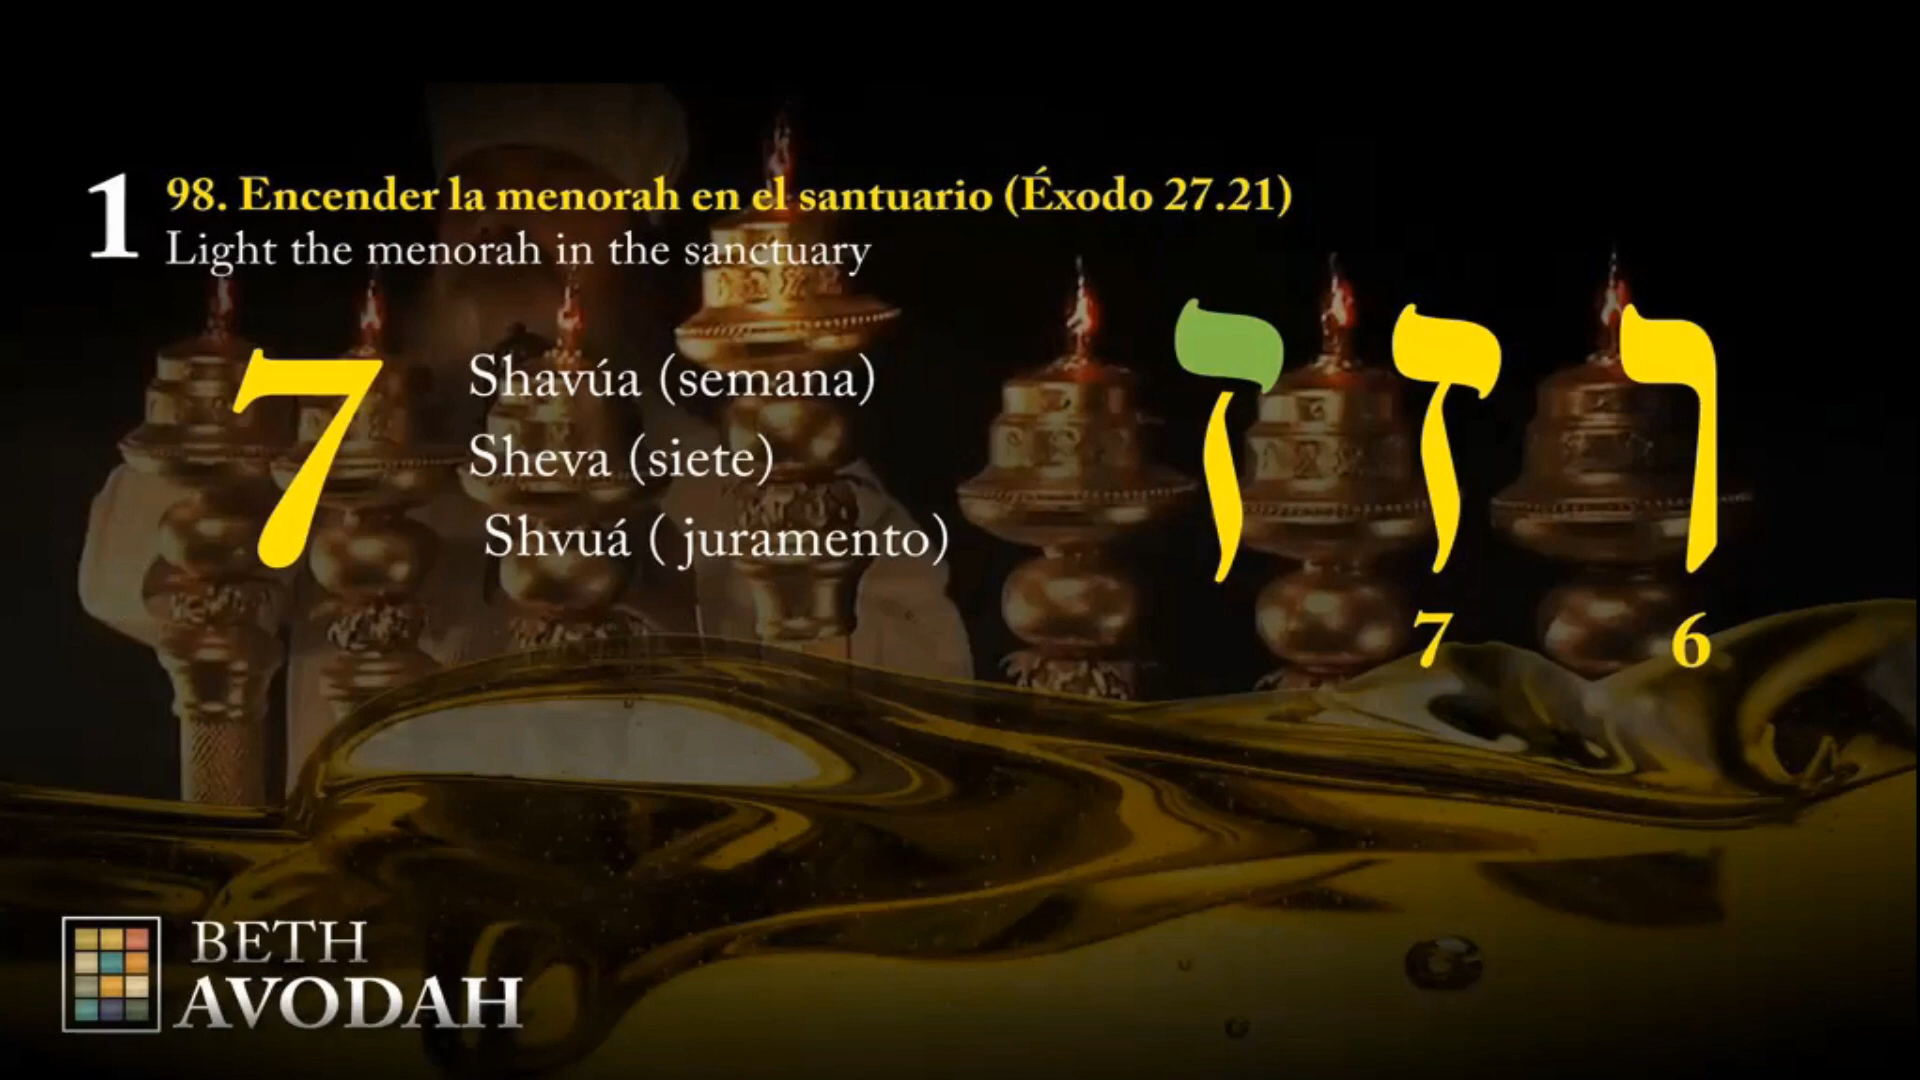 1
98. Encender la menorah en el santuario (Éxodo 27.21)
Light the menorah in the sanctuary
7
Shavúa (semana)
Sheva (siete)
Shvuá ( juramento)
ו ז ז
7 6
BETH
AVODAH